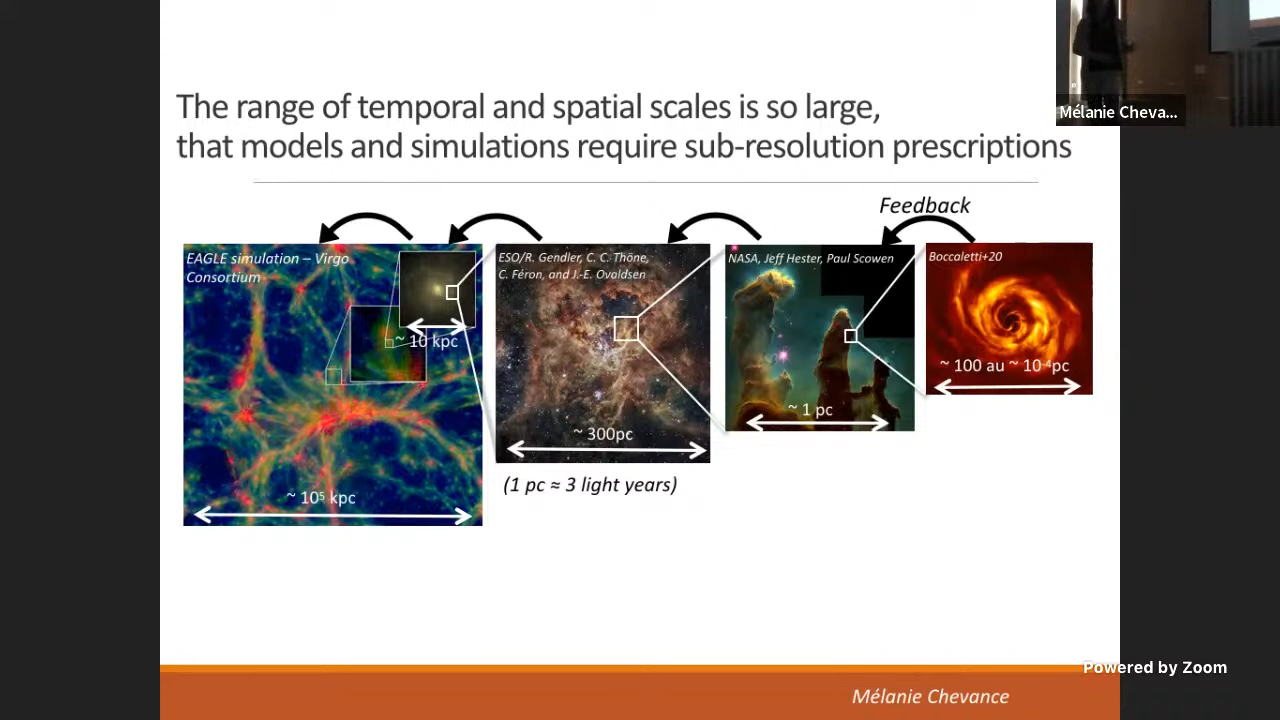 Mélanie Cheva...
The range of temporal and spatial scales is so large,
that models and simulations require sub-resolution prescriptions
Feedback
EAGLE simulation – Virgo
Consortium
~ 10 kpc
~ 10⁵ kpc
ESO/R. Gendler, C. C. Thöne,
C. Féron, and J.-E. Ovaldsen
~ 300pc
(1 pc ≈ 3 light years)
NASA, Jeff Hester, Paul Scowen
~ 1 pc
Boccaletti+20
~ 100 au ~ 10⁻⁴pc
Powered by Zoom
Mélanie Chevance